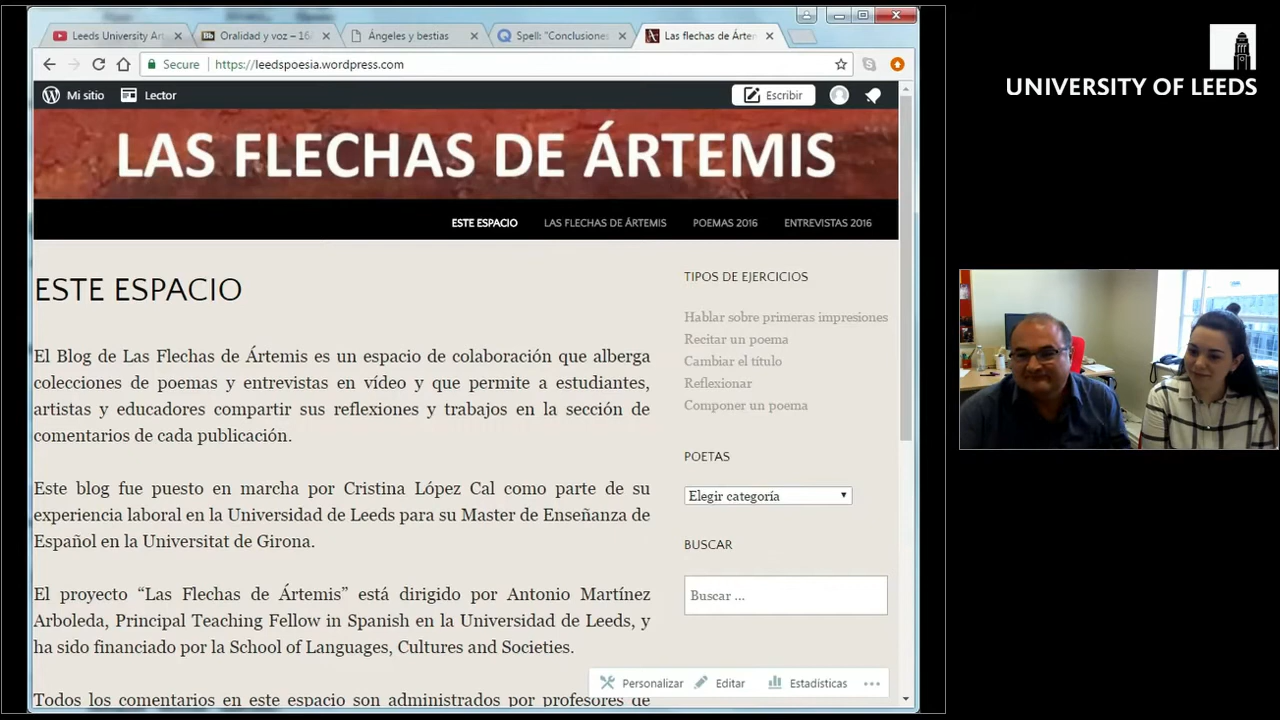 Leeds University Art
Oralidad y voz – 16/
Ángeles y bestias
Spell: "Conclusiones
Las flechas de Árten
Secure
https://leedspoesia.wordpress.com
Mi sitio
Lector
Escribir
LAS FLECHAS DE ÁRTEMIS
ESTE ESPACIO
LAS FLECHAS DE ÁRTEMIS
POEMAS 2016
ENTREVISTAS 2016
ESTE ESPACIO
El Blog de Las Flechas de Ártemis es un espacio de colaboración que alberga
colecciones de poemas y entrevistas en vídeo y que permite a estudiantes,
artistas y educadores compartir sus reflexiones y trabajos en la sección de
comentarios de cada publicación.
Este blog fue puesto en marcha por Cristina López Cal como parte de su
experiencia laboral en la Universidad de Leeds para su Master de Enseñanza de
Español en la Universitat de Girona.
El proyecto “Las Flechas de Ártemis” está dirigido por Antonio Martínez
Arboleda, Principal Teaching Fellow in Spanish en la Universidad de Leeds, y
ha sido financiado por la School of Languages, Cultures and Societies.
Todos los comentarios en este espacio son administrados por profesores de
TIPOS DE EJERCICIOS
Hablar sobre primeras impresiones
Recitar un poema
Cambiar el título
Reflexionar
Componer un poema
POETAS
Elegir categoría
BUSCAR
Buscar ...
Personalizar
Editar
Estadísticas
UNIVERSITY OF LEEDS